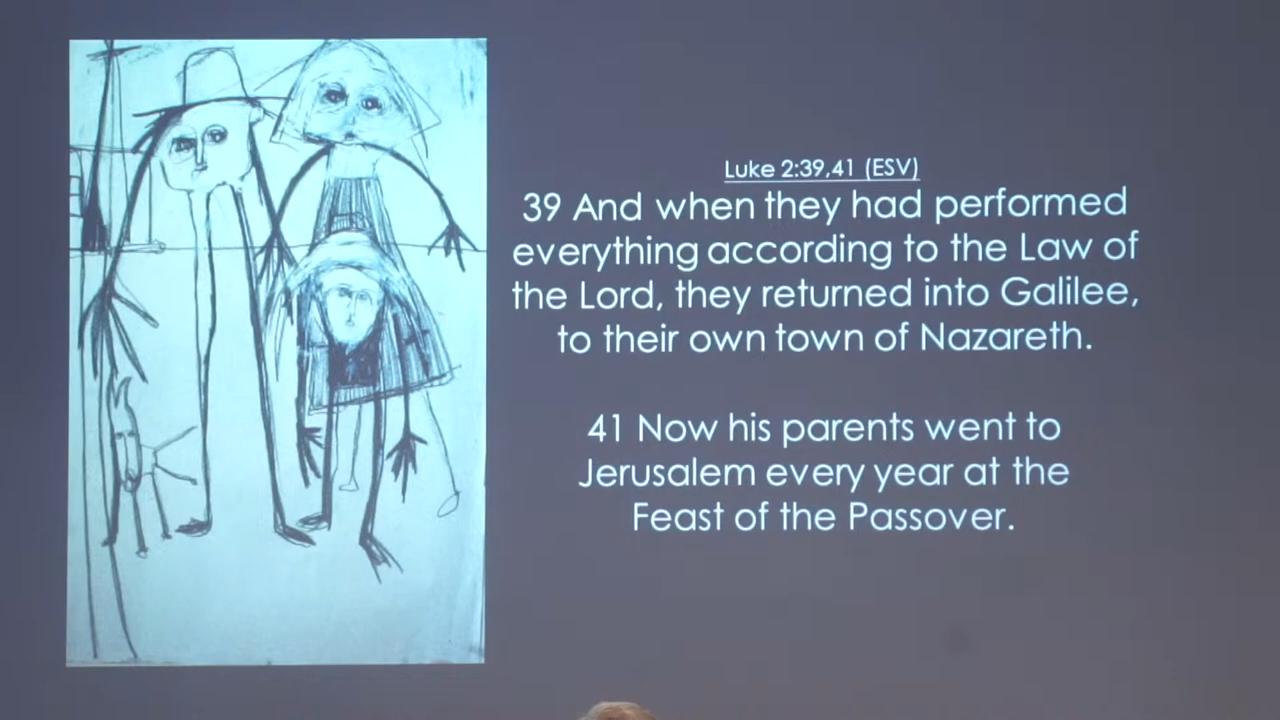 Luke 2:39,41 (ESV)
39 And when they had performed
everything according to the Law of
the Lord, they returned into Galilee,
to their own town of Nazareth.
41 Now his parents went to
Jerusalem every year at the
Feast of the Passover.